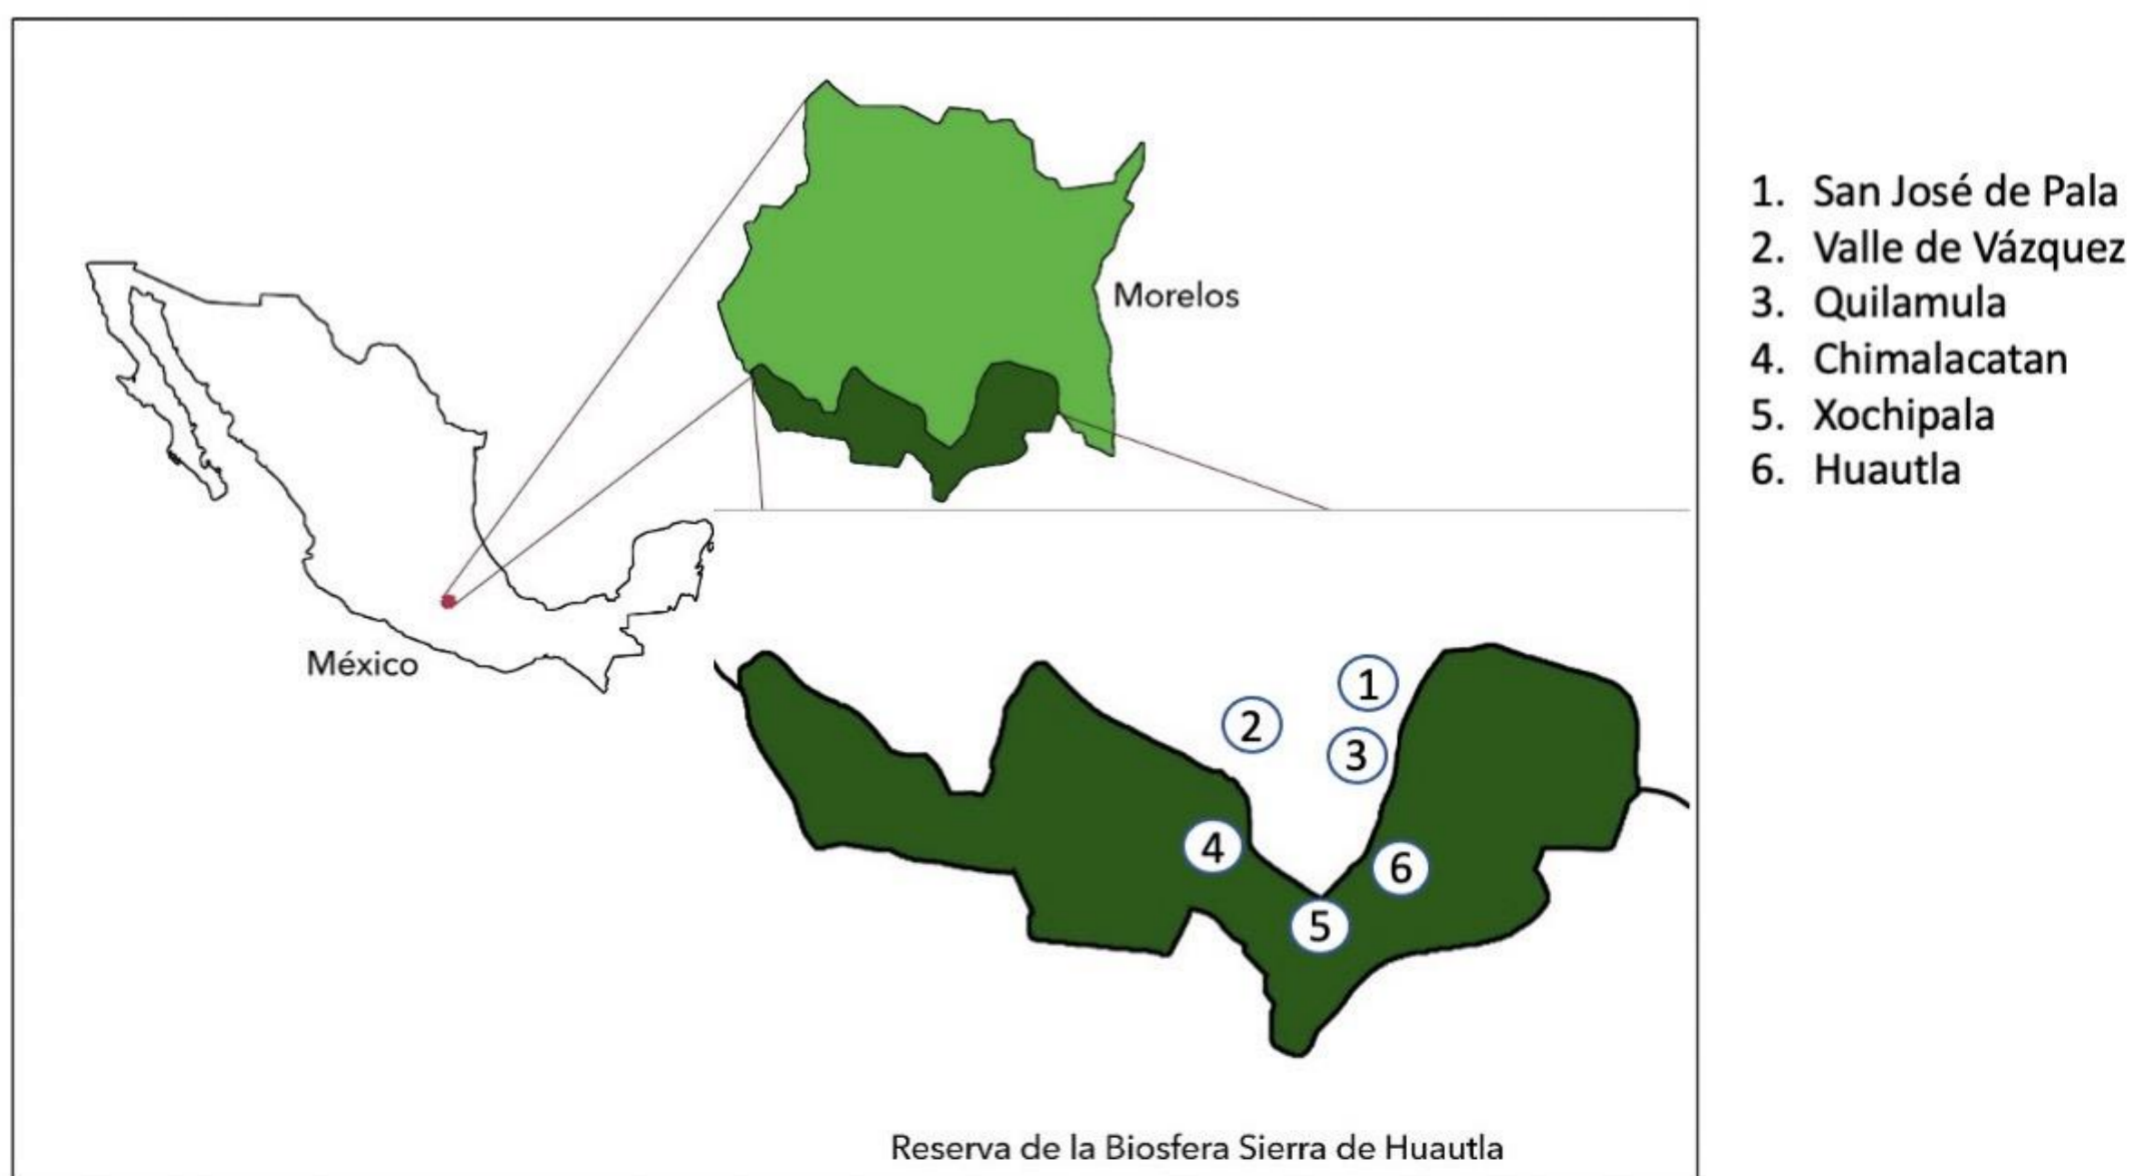 Morelos
México
1
2
3
4
6
5
Reserva de la Biosfera Sierra de Huautla
1. San José de Pala
2. Valle de Vázquez
3. Quilamula
4. Chimalacatan
5. Xochipala
6. Huautla